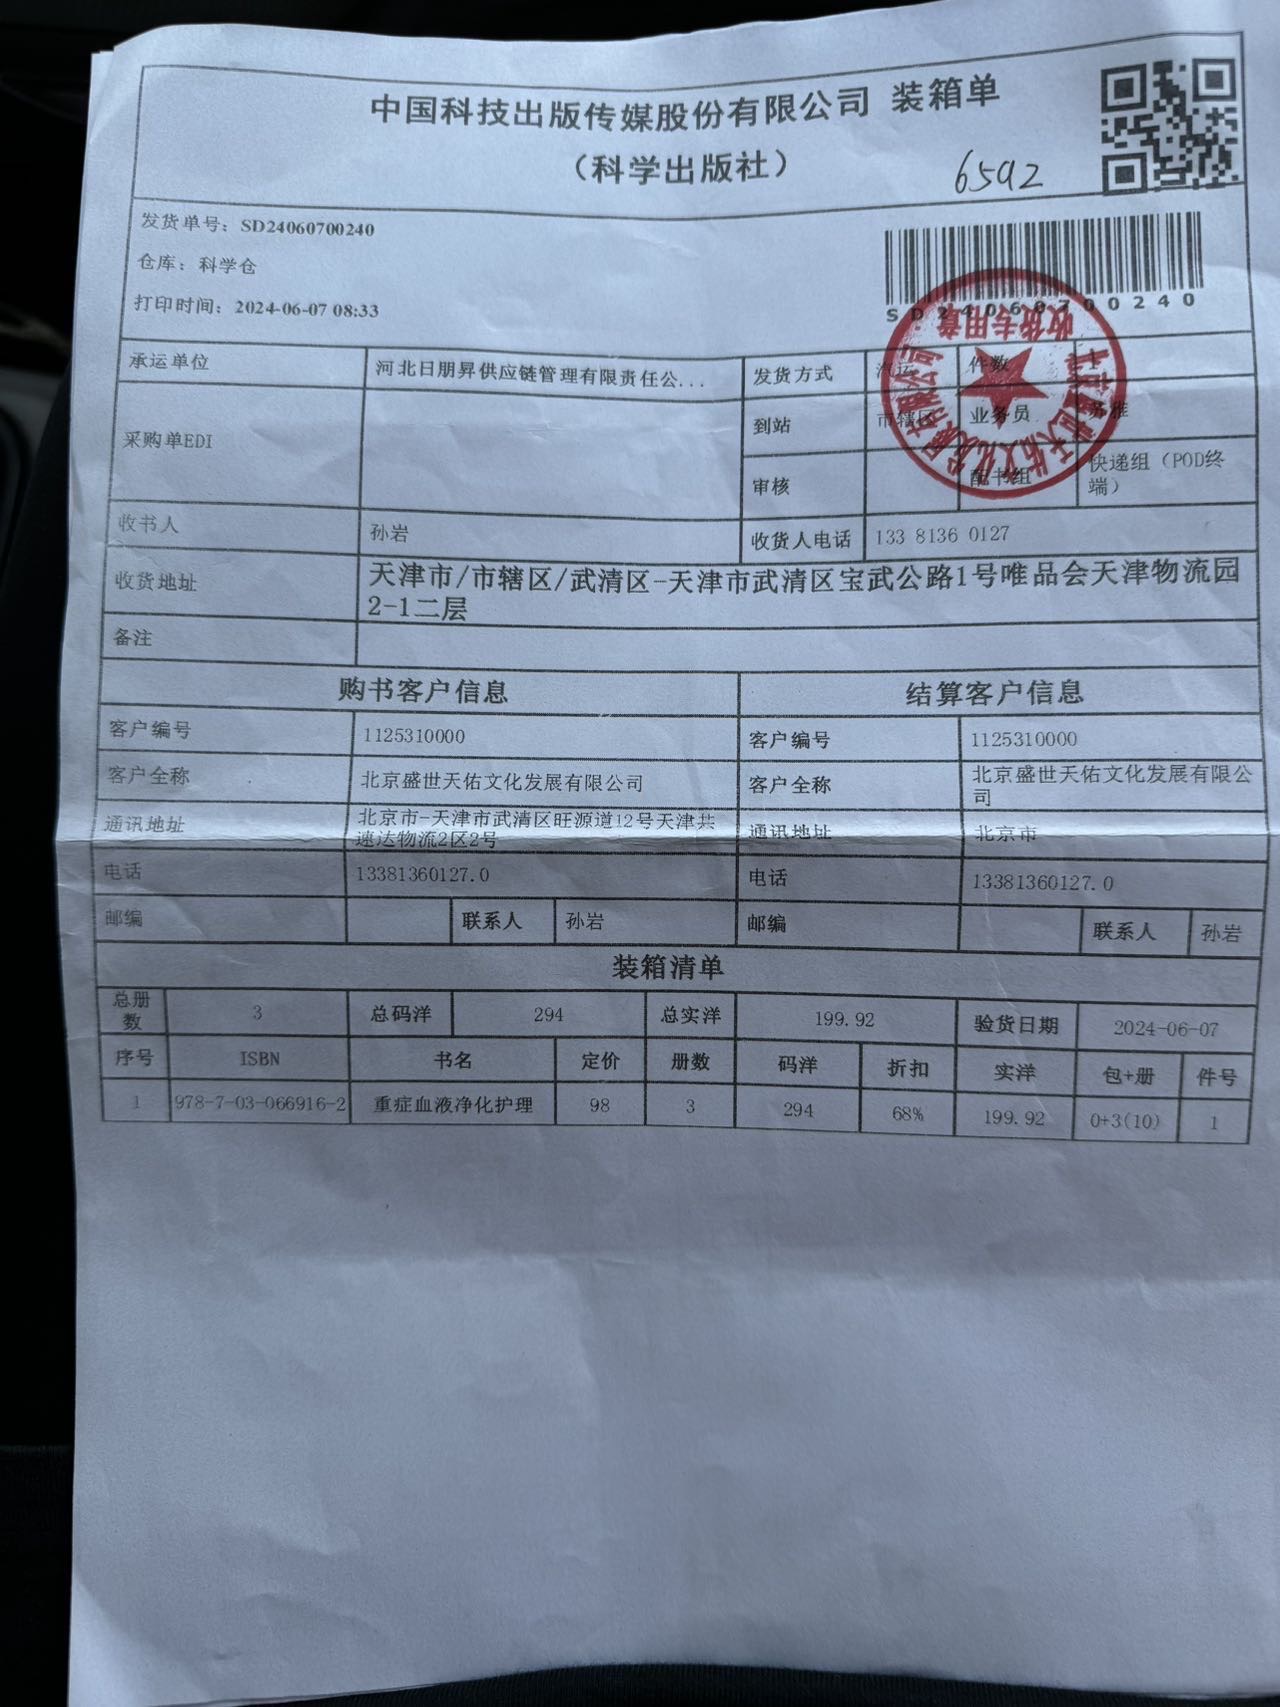 中国科技出版传媒股份有限公司 装箱单
（科学出版社）
6592
发货单号：SD24060700240
仓库：科学仓
打印时间：2024-06-07 08:33
SD24060700240
承运单位 河北日朋昇供应链管理有限责任公... 发货方式 汽运 件数 1
采购单EDI 到站 市辖区 业务员 苏雅
审核 配书组 快递组（POD终
端）
收书人 孙岩 收货人电话 133 8136 0127
收货地址 天津市/市辖区/武清区-天津市武清区宝武公路1号唯品会天津物流园
2-1二层
备注
购书客户信息 结算客户信息
客户编号 1125310000 客户编号 1125310000
客户全称 北京盛世天佑文化发展有限公司 客户全称 北京盛世天佑文化发展有限公
司
通讯地址 北京市-天津市武清区旺源道12号天津共
速达物流2区2号 通讯地址 北京市
电话 13381360127.0 电话 13381360127.0
邮编 联系人 孙岩 邮编 联系人 孙岩
装箱清单
总册
数 3 总码洋 294 总实洋 199.92 验货日期 2024-06-07
序号 ISBN 书名 定价 册数 码洋 折扣 实洋 包+册 件号
1 978-7-03-066916-2 重症血液净化护理 98 3 294 68% 199.92 0+3(10) 1
收货专用章